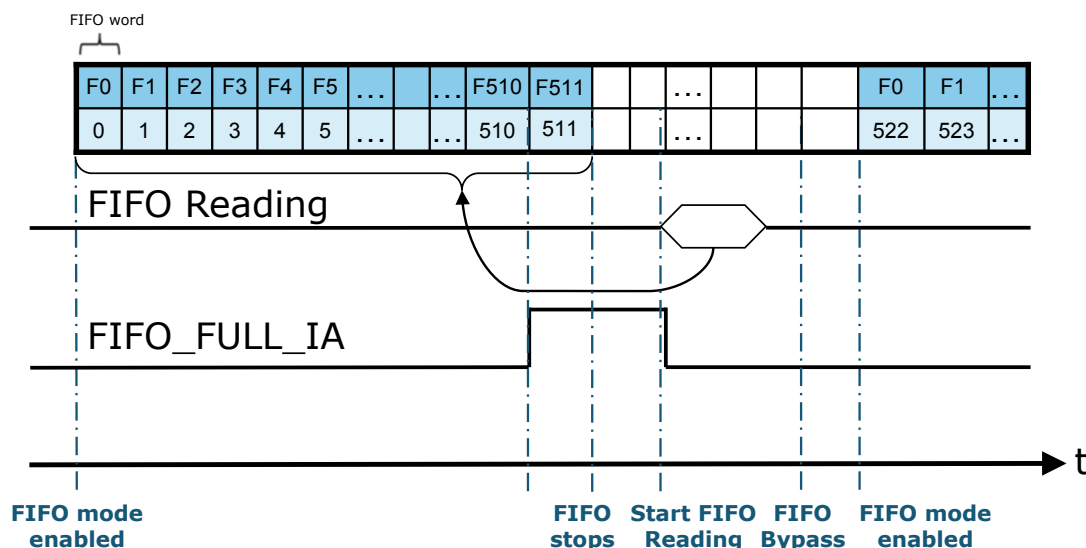 FIFO word
F0 F1 F2 F3 F4 F5 ... ... F510 F511 ... F0 F1 ...
0 1 2 3 4 5 ... ... 510 511 ... 522 523 ...
FIFO Reading
FIFO_FULL_IA
t
FIFO mode enabled
FIFO stops
Start FIFO Reading
FIFO Bypass
FIFO mode enabled